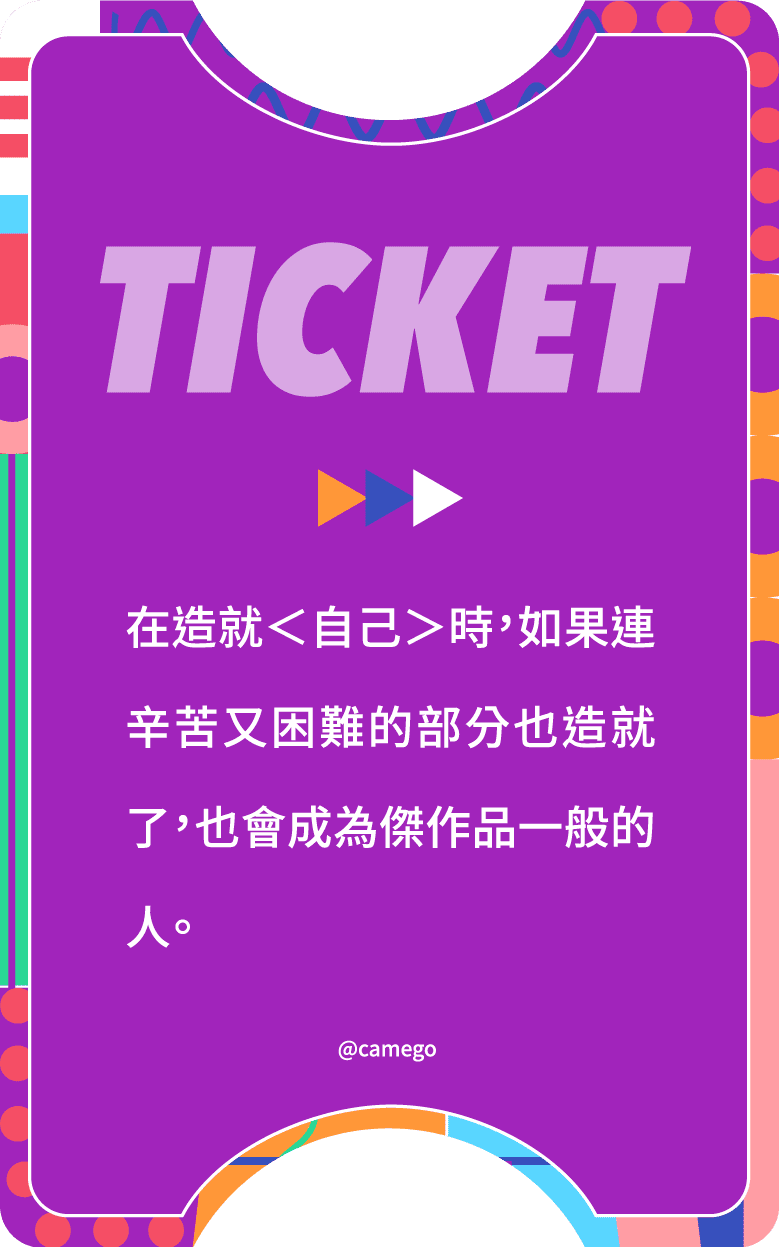 TICKET
在造就＜自己＞時，如果連
辛苦又困難的部分也造就
了，也會成為傑作品一般的
人。
@camego